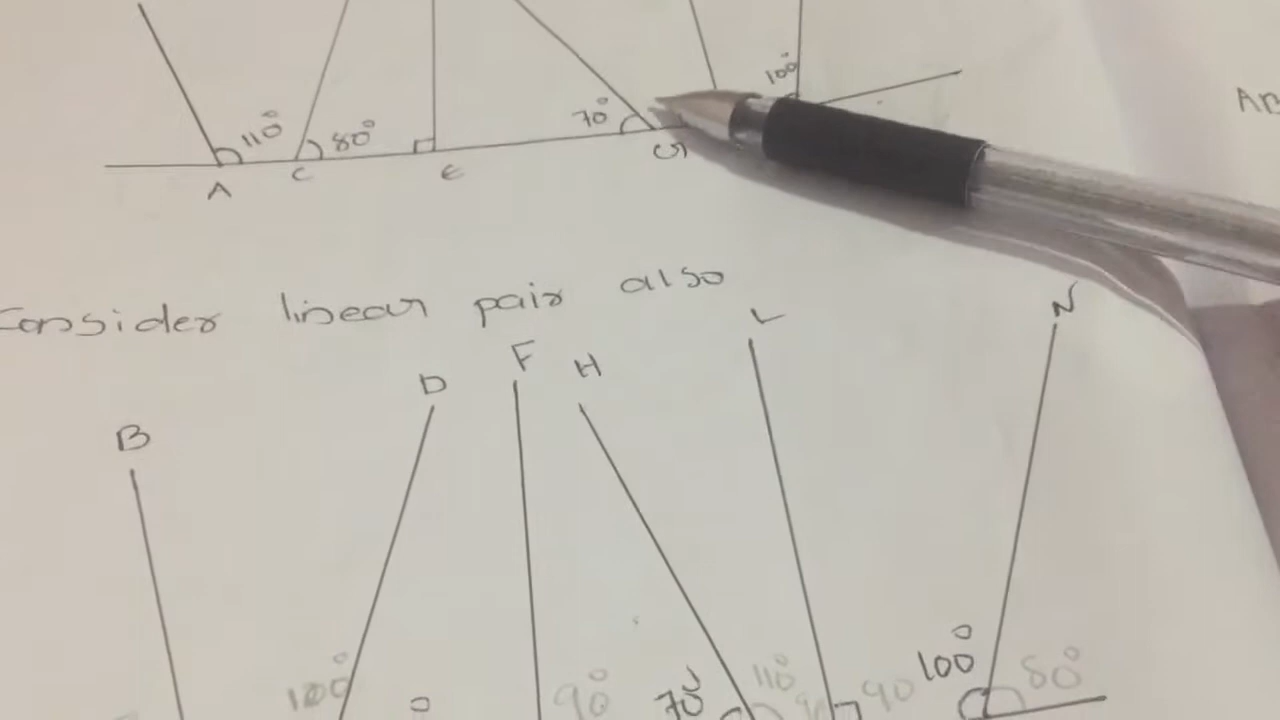 110° 80° 70° 100°
A C E G
An
Consider linear pair also
B D F H L N
100° 90° 70° 110° 90 100° 80°